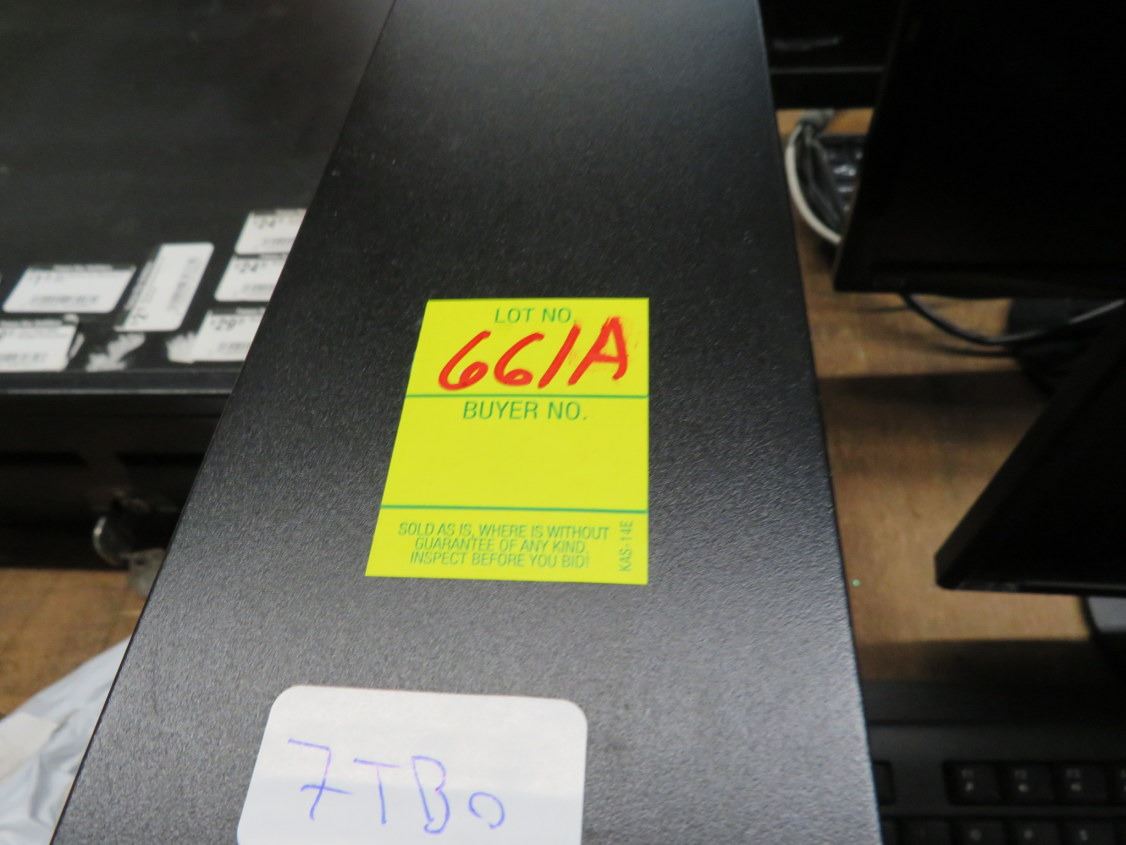 LOT NO.
661A
BUYER NO.
SOLD AS IS, WHERE IS WITHOUT
GUARANTEE OF ANY KIND.
INSPECT BEFORE YOU BID!
KAS-14E
7TBo